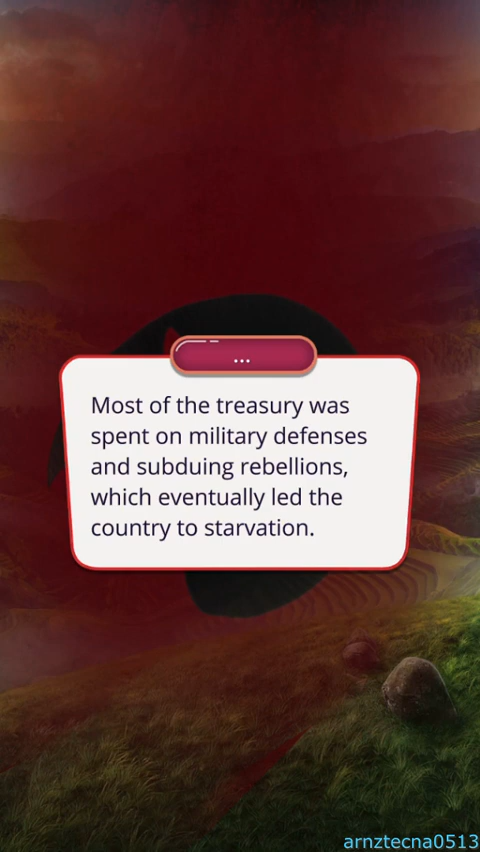 ...
Most of the treasury was
spent on military defenses
and subduing rebellions,
which eventually led the
country to starvation.
arnztecna0513